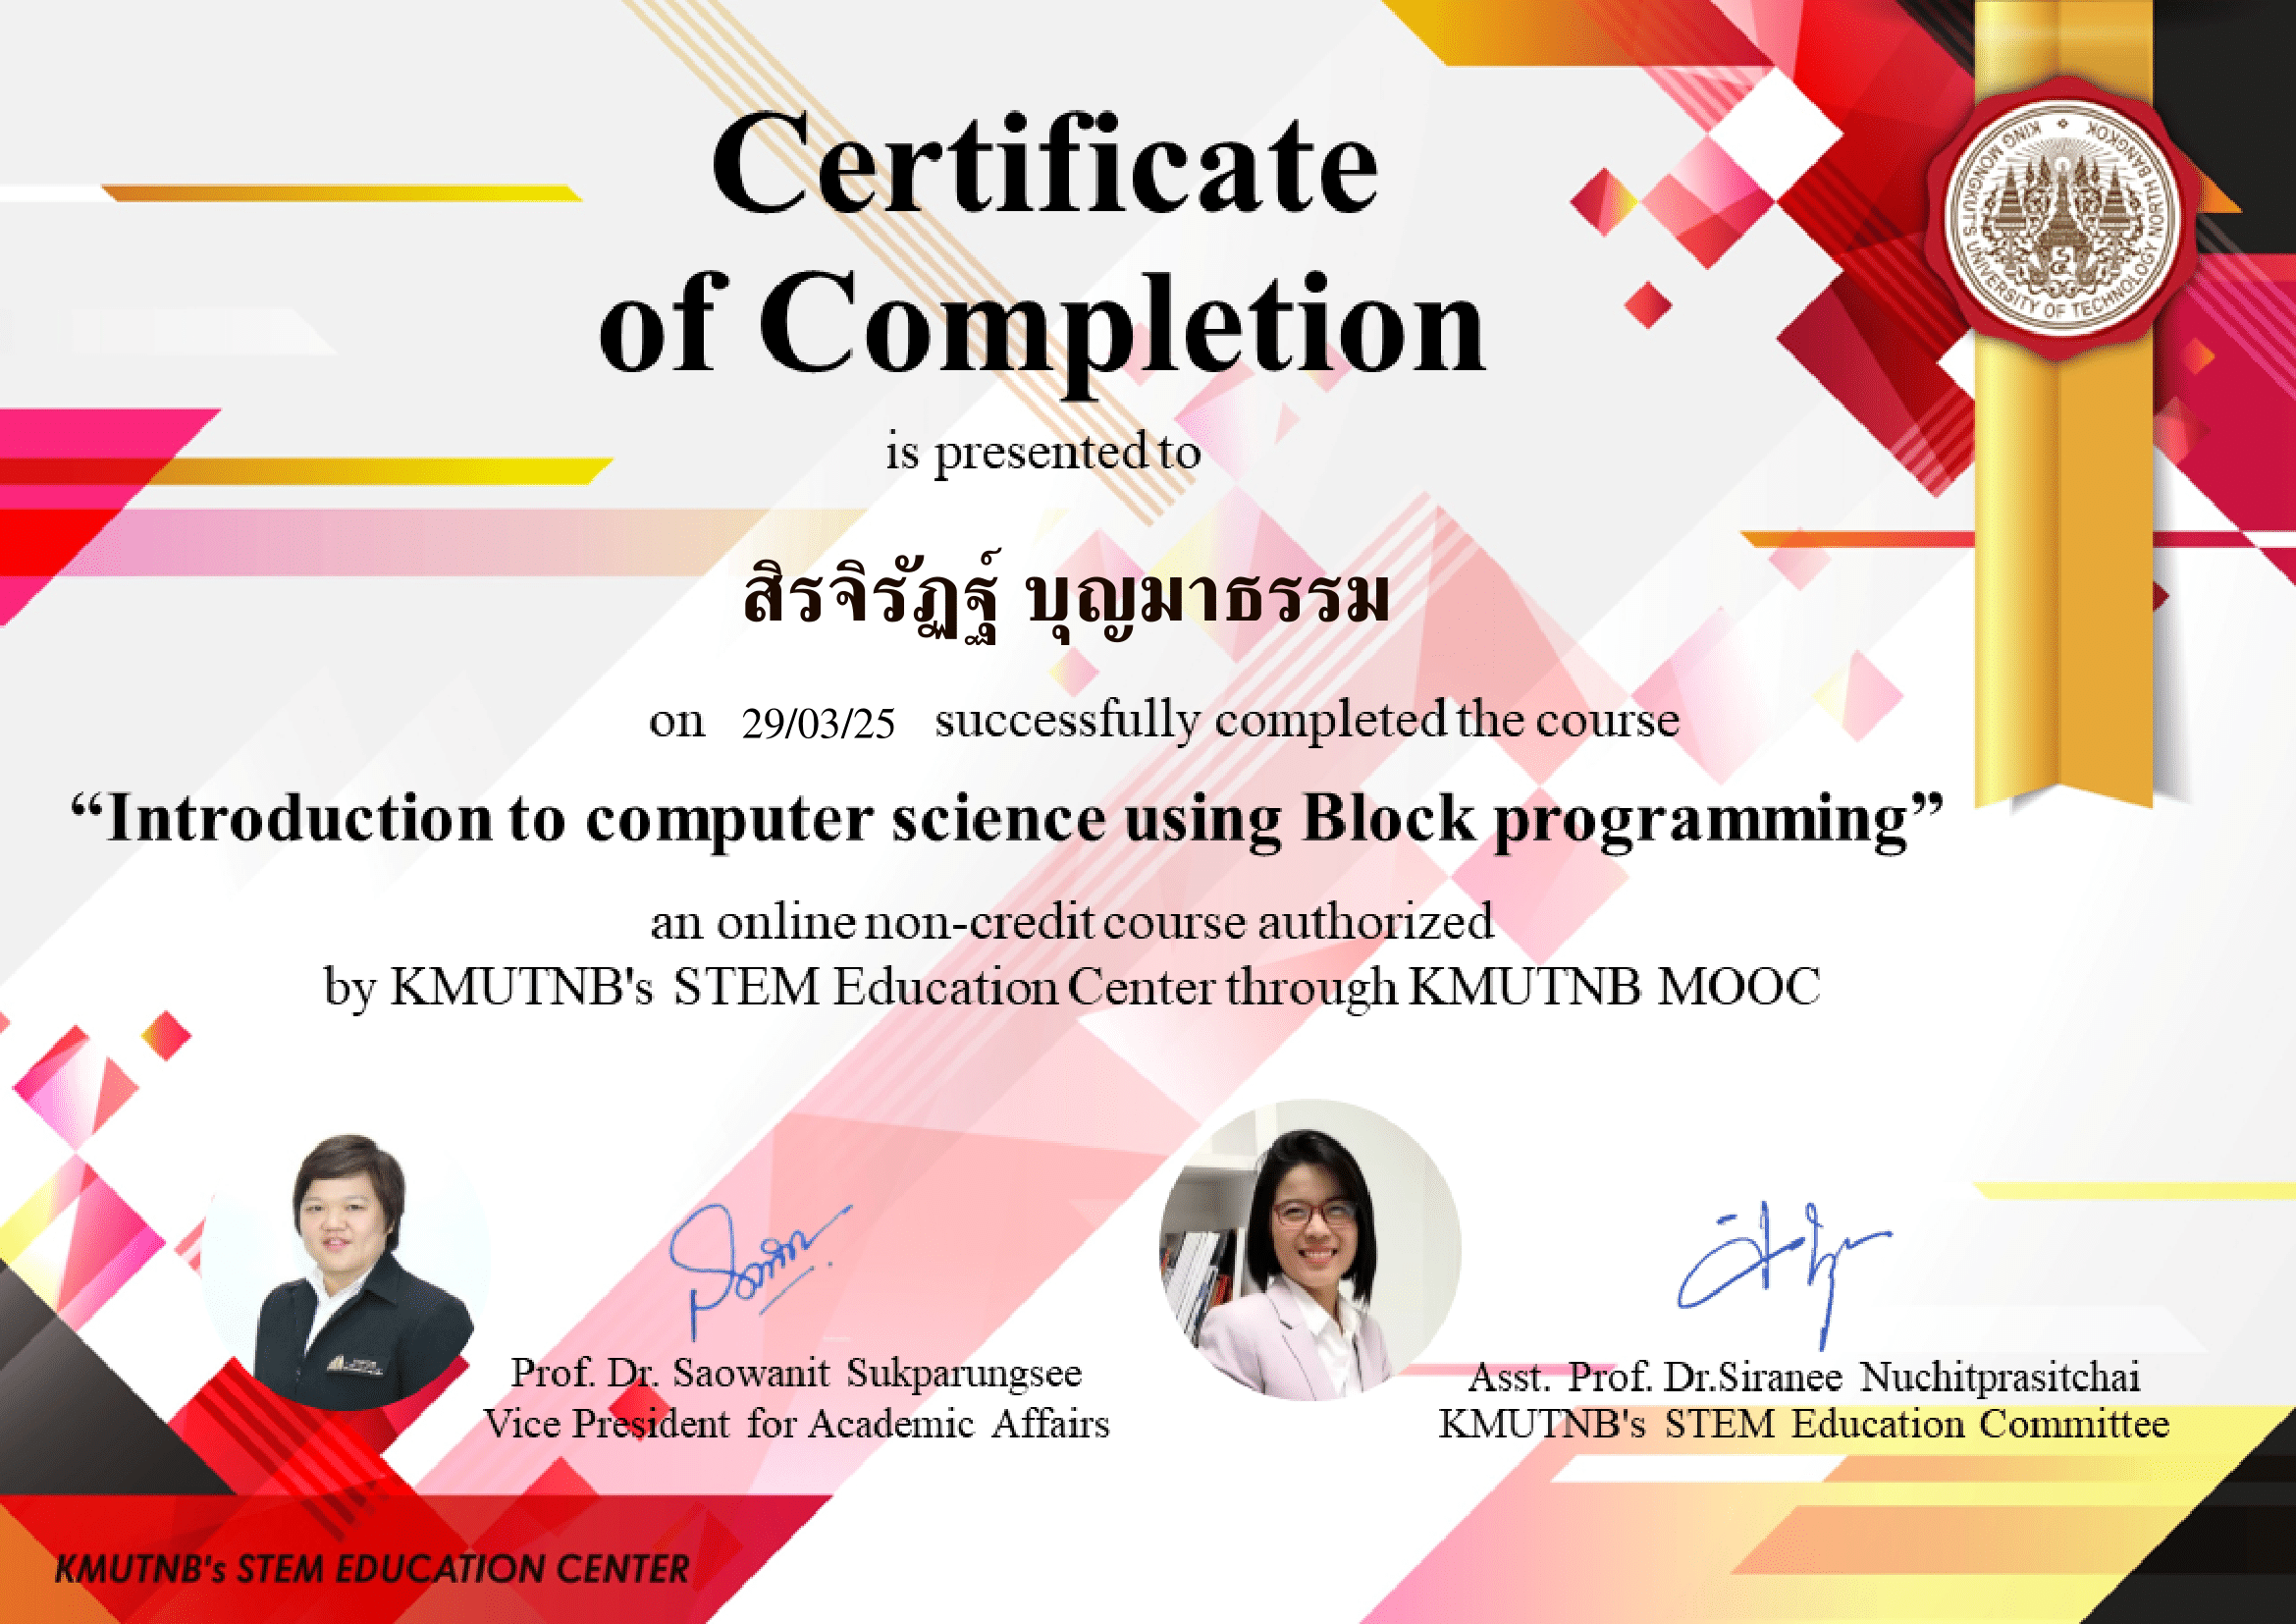 Certificate
of Completion
KING MONGKUT'S UNIVERSITY OF TECHNOLOGY NORTH BANGKOK
is presented to
สิรจิรัฏฐ์ บุญมาธรรม
on 29/03/25 successfully completed the course
“Introduction to computer science using Block programming”
an online non-credit course authorized
by KMUTNB's STEM Education Center through KMUTNB MOOC
Prof. Dr. Saowanit Sukparungsee
Vice President for Academic Affairs
Asst. Prof. Dr.Siranee Nuchitprasitchai
KMUTNB's STEM Education Committee
KMUTNB's STEM EDUCATION CENTER